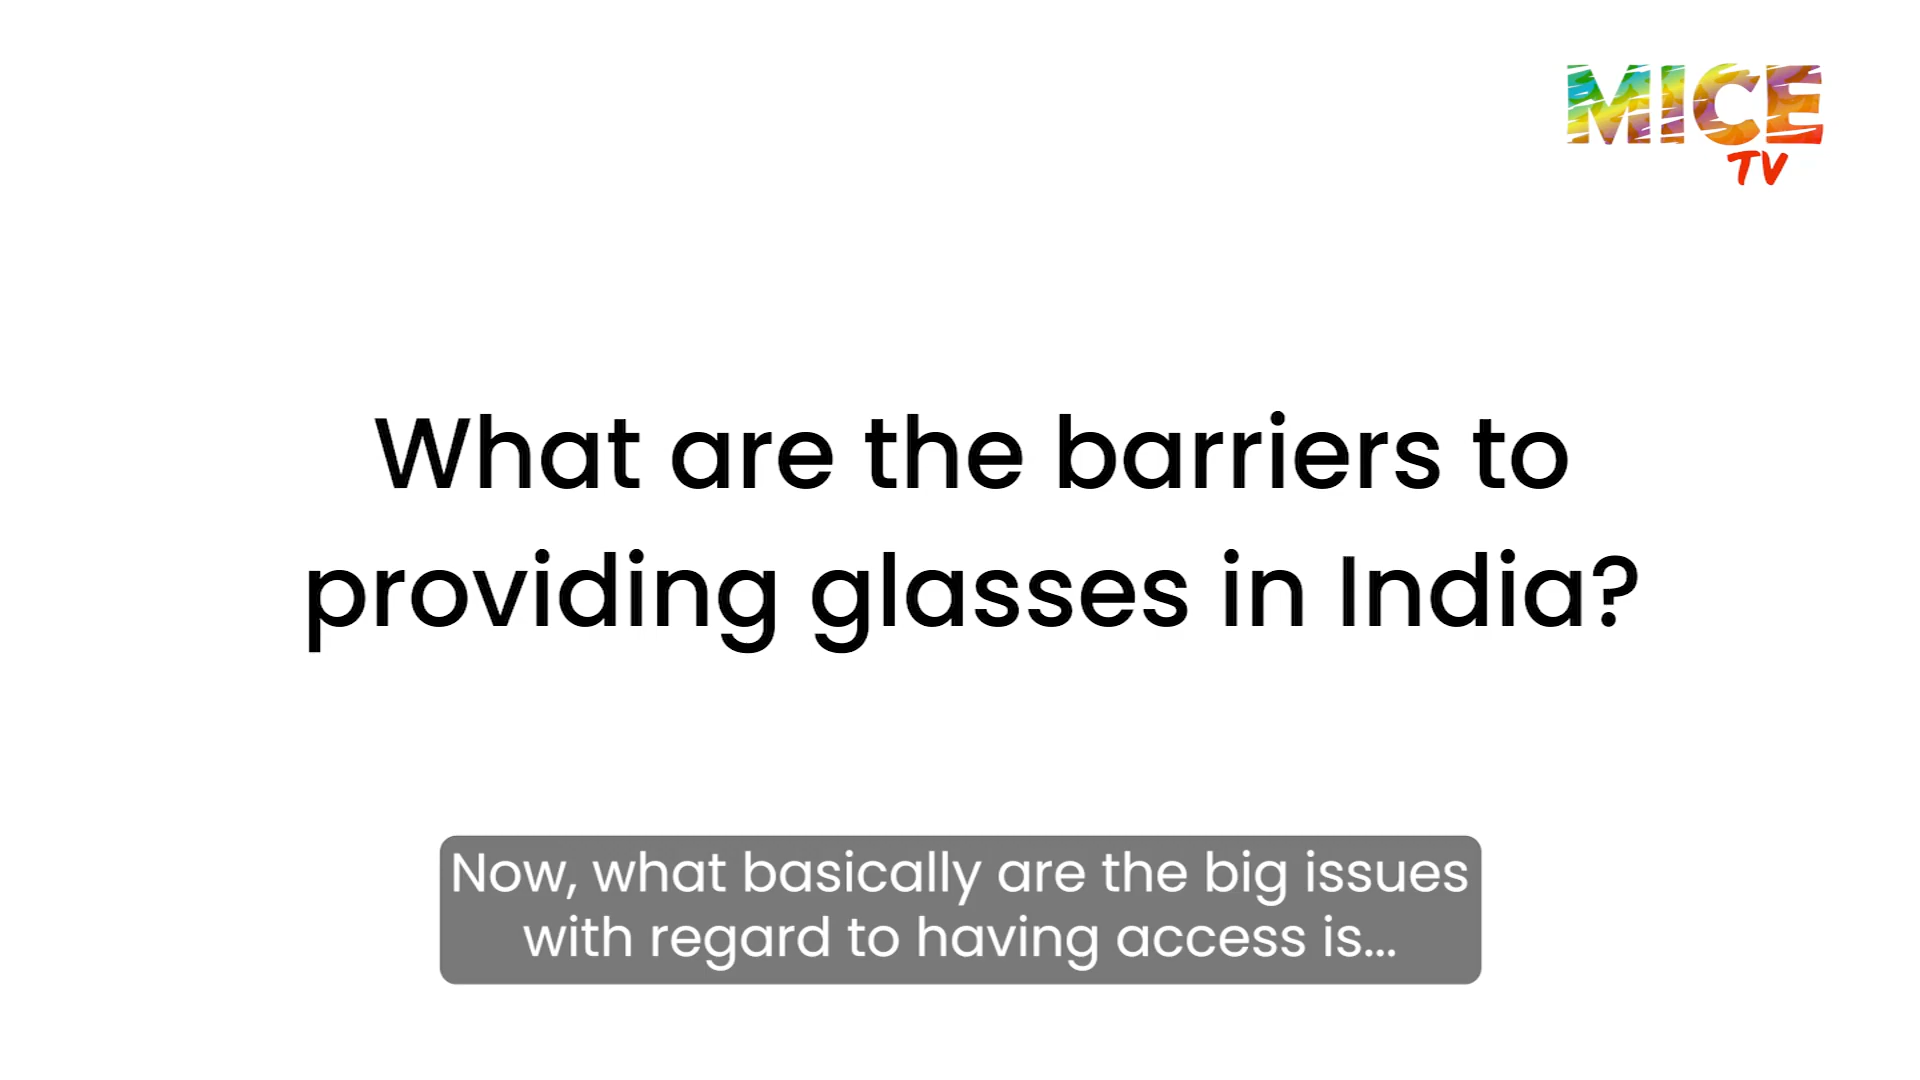 MICE
TV
What are the barriers to
providing glasses in India?
Now, what basically are the big issues
with regard to having access is...